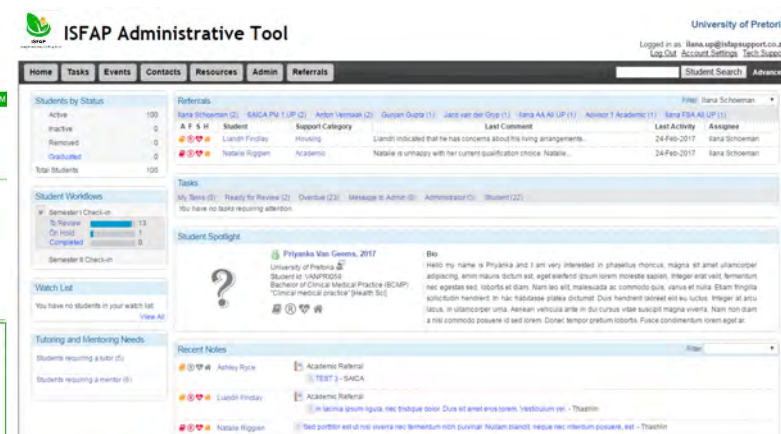 ISFAP
ISFAP Administrative Tool
University of Pretori
Logged in as: ilana.up@isfapsupport.co.z
Log Out Account Settings Tech Suppo
Home Tasks Events Contacts Resources Admin Referrals
Student Search Advance
Students by Status
Active 100
Inactive 0
Removed 0
Graduated 0
Total Students 100
Student Workflows
Semester I Check-in
To Review 13
On Hold 1
Completed 0
Semester II Check-in
Watch List
You have no students in your watch list.
View All
Tutoring and Mentoring Needs
Students requiring a tutor (5)
Students requiring a mentor (6)
Referrals
Filter: Ilana Schoeman
Ilana Schoeman (2) SAICA PM 1 UP (2) Anton Vermaak (2) Gunjan Gupta (1) Jaco van der Gryp (1) Ilana AA All UP (1) Advisor 1 Academic (1) Ilana FBA All UP (1)
A F S H Student Support Category Last Comment Last Activity Assignee
Liandri Findlay Housing Liandri indicated that he has concerns about his living arrangements... 24-Feb-2017 Ilana Schoeman
Natalie Riggien Academic Natalie is unhappy with her current qualification choice. Natalie... 24-Feb-2017 Ilana Schoeman
Tasks
My Tasks (0) Ready for Review (2) Overdue (23) Message to Admin (0) Administrator (1) Student (22)
You have no tasks requiring attention.
Student Spotlight
Priyanka Van Geems, 2017
University of Pretoria
Student Id: VANPRI058
Bachelor of Clinical Medical Practice (BCMP)
"Clinical medical practice" [Health Sci]
Bio
Hello my name is Priyanka and I am very interested in phasellus rhoncus, magna sit amet ullamcorper
adipiscing, enim mauris dictum est, eget eleifend ipsum lorem molestie sapien. Integer erat velit, fermentum
nec egestas sed, lobortis et diam. Nam leo elit, malesuada ac commodo quis, varius et nulla. Etiam fringilla
sollicitudin hendrerit. In hac habitasse platea dictumst. Duis hendrerit laoreet elit eu luctus. Integer at arcu
lacus, in ullamcorper urna. Aenean vehicula ante in dui cursus vitae suscipit magna viverra. Nam non diam
a nisl commodo posuere id sed lorem. Donec tempor pretium lobortis. Fusce condimentum lorem eget ar.
Recent Notes
Filter:
Ashley Ryce Academic Referral
TEST 3 - SAICA
Liandri Findlay Academic Referral
In lacinia ipsum ligula, nec tristique dolor. Duis sit amet eros lorem. Vestibulum vel. - Thashlin
Natalie Riggien Sed porttitor est ut nisl viverra nec fermentum nibh pulvinar. Nullam blandit, neque nec interdum posuere, est - Thashlin